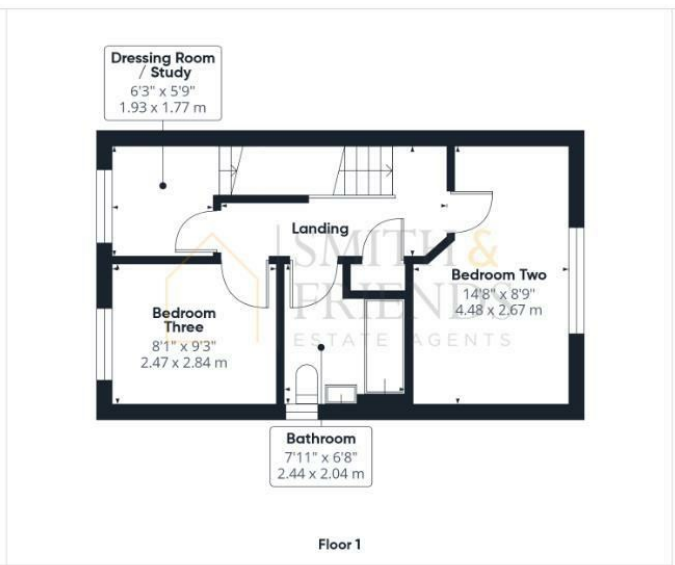 Dressing Room
/ Study
6'3" x 5'9"
1.93 x 1.77 m
Landing
SMITH &
FRIENDS
ESTATE AGENTS
Bedroom Two
14'8" x 8'9"
4.48 x 2.67 m
Bedroom
Three
8'1" x 9'3"
2.47 x 2.84 m
Bathroom
7'11" x 6'8"
2.44 x 2.04 m
Floor 1